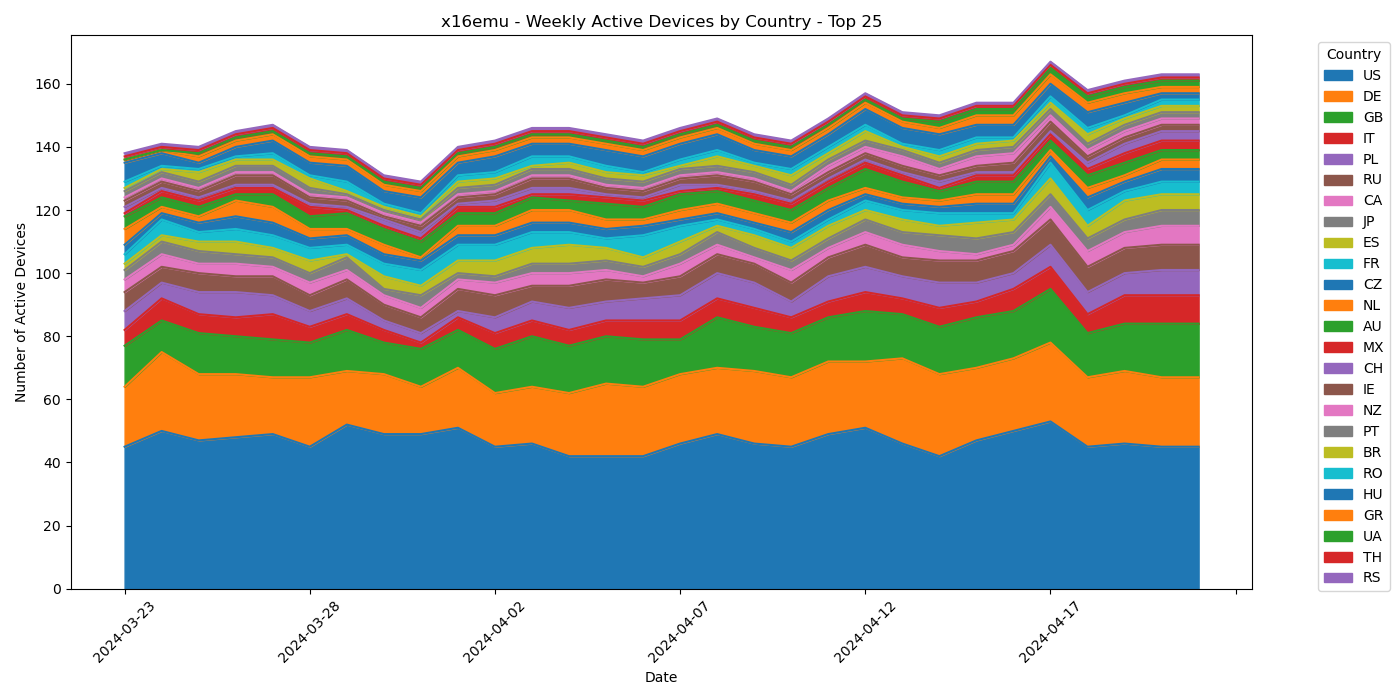 x16emu - Weekly Active Devices by Country - Top 25
Number of Active Devices
160
140
120
100
80
60
40
20
0
2024-03-23
2024-03-28
2024-04-02
2024-04-07
2024-04-12
2024-04-17
Date
Country
US
DE
GB
IT
PL
RU
CA
JP
ES
FR
CZ
NL
AU
MX
CH
IE
NZ
PT
BR
RO
HU
GR
UA
TH
RS